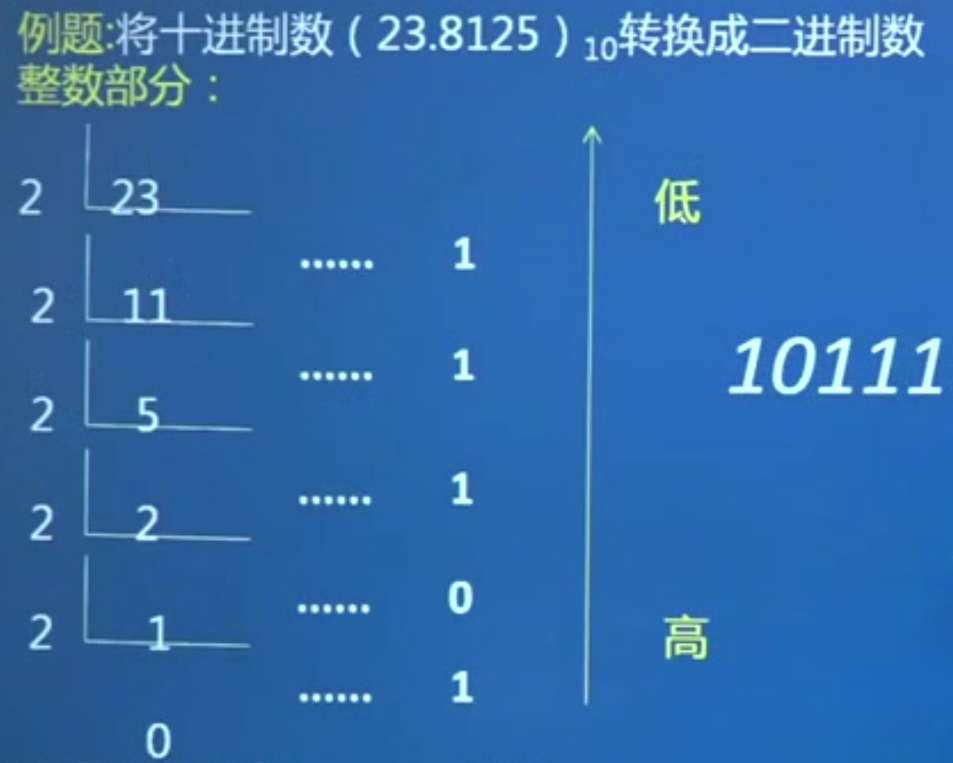 例题:将十进制数（23.8125）10转换成二进制数
整数部分：
2 23 低
...... 1
2 11
...... 1 10111
2 5
...... 1
2 2
...... 0
2 1 高
...... 1
0